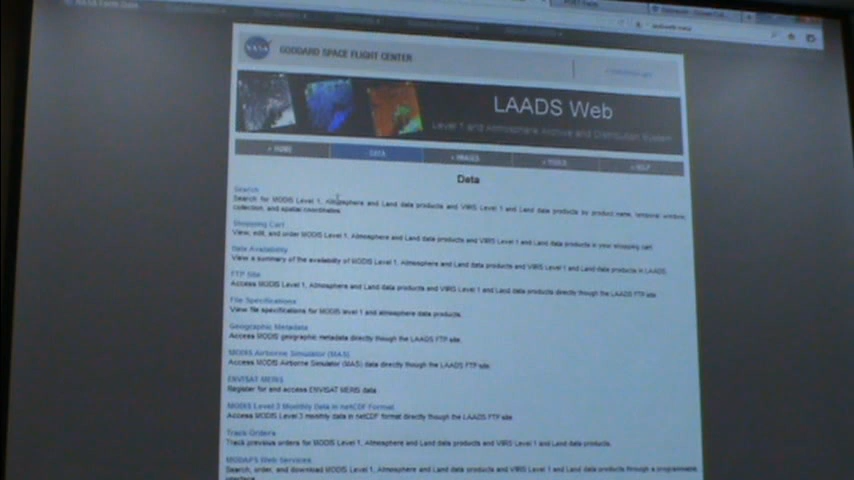 NASA
GODDARD SPACE FLIGHT CENTER
LAADS Web
Level 1 and Atmosphere Archive and Distribution System
+ HOME
DATA
+ IMAGES
+ TOOLS
+ HELP
Data
Search
Search for MODIS Level 1, Atmosphere and Land data products and VIIRS Level 1 and Land data products by product name, temporal window,
collection, and spatial coordinates.
Shopping Cart
View, edit, and order MODIS Level 1, Atmosphere and Land data products and VIIRS Level 1 and Land data products in your shopping cart.
Data Availability
View a summary of the availability of MODIS Level 1, Atmosphere and Land data products and VIIRS Level 1 and Land data products in LAADS.
FTP Site
Access MODIS Level 1, Atmosphere and Land data products and VIIRS Level 1 and Land data products directly though the LAADS FTP site.
File Specifications
View file specifications for MODIS level 1 and atmosphere data products.
Geographic Metadata
Access MODIS geographic metadata directly though the LAADS FTP site.
MODIS Airborne Simulator (MAS)
Access MODIS Airborne Simulator (MAS) data directly though the LAADS FTP site.
ENVISAT MERIS
Register for and access ENVISAT MERIS data.
MODIS Level 3 Monthly Data in netCDF Format
Access MODIS Level 3 monthly data in netCDF format directly though the LAADS FTP site.
Track Orders
Track previous orders for MODIS Level 1, Atmosphere and Land data products and VIIRS Level 1 and Land data products.
MODAPS Web Services
Search, order, and download MODIS Level 1, Atmosphere and Land data products and VIIRS Level 1 and Land data products through a programmable
interface.